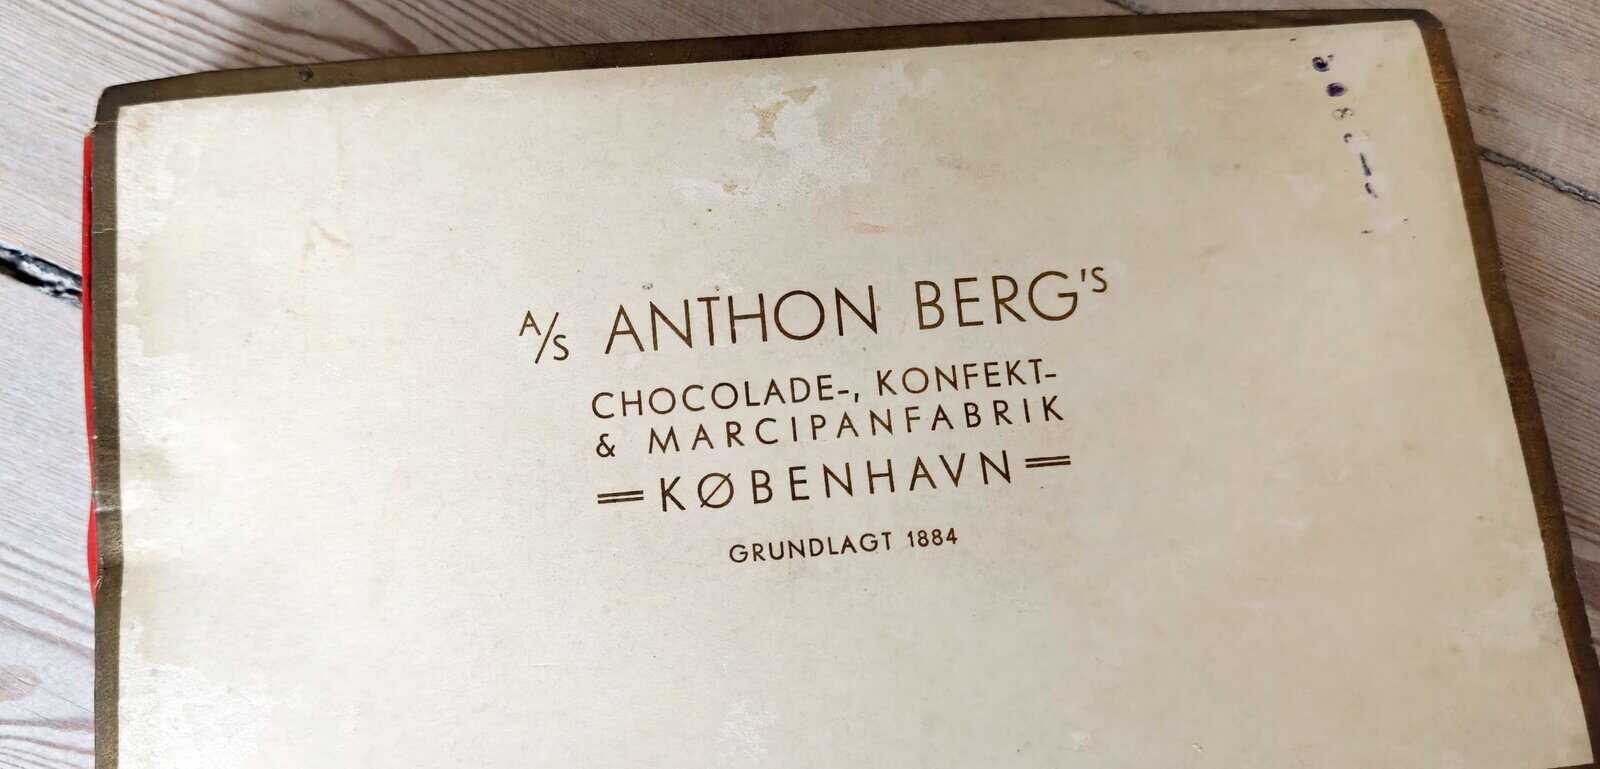 A/S ANTHON BERG'S
CHOCOLADE-, KONFEKT-
& MARCIPANFABRIK
KØBENHAVN
GRUNDLAGT 1884